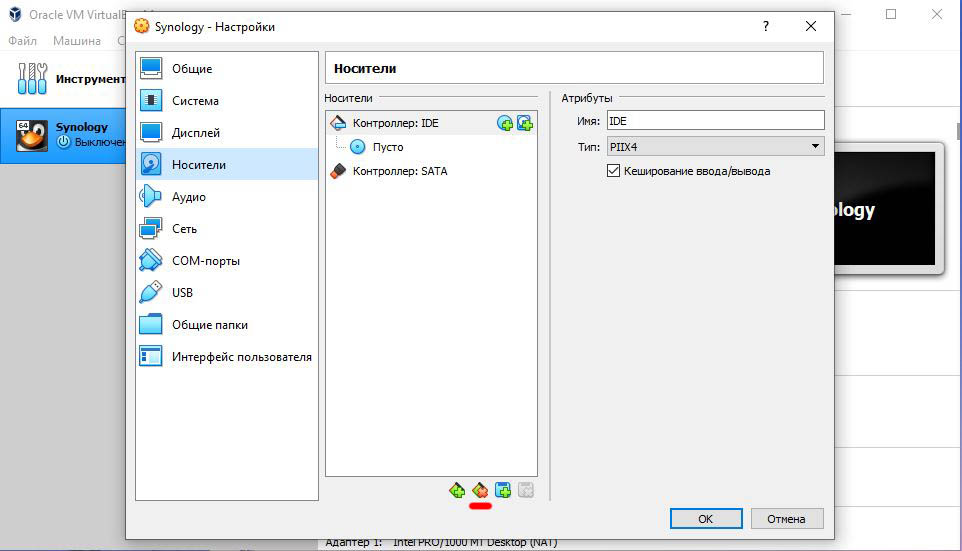 Oracle VM Virtual
Файл Машина С
Инструмент
64
Synology
Выключен
Synology - Настройки
?
Общие
Система
Дисплей
Носители
Аудио
Сеть
COM-порты
USB
Общие папки
Интерфейс пользователя
Носители
Носители
Контроллер: IDE
Пусто
Контроллер: SATA
Атрибуты
Имя: IDE
Тип: PIIX4
Кеширование ввода/вывода
ology
OK Отмена
Адаптер 1: Intel PRO/1000 MT Desktop (NAT)